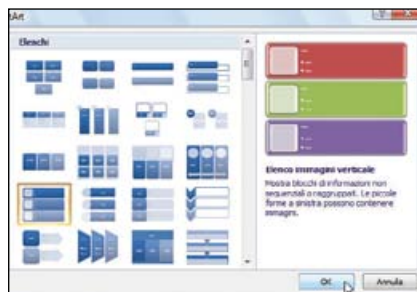 tArt
Elenchi
Elenco immagini verticale
Mostra blocchi di informazioni non
sequenziali o raggruppati. Le piccole
forme a sinistra possono contenere
immagini.
OK
Annulla